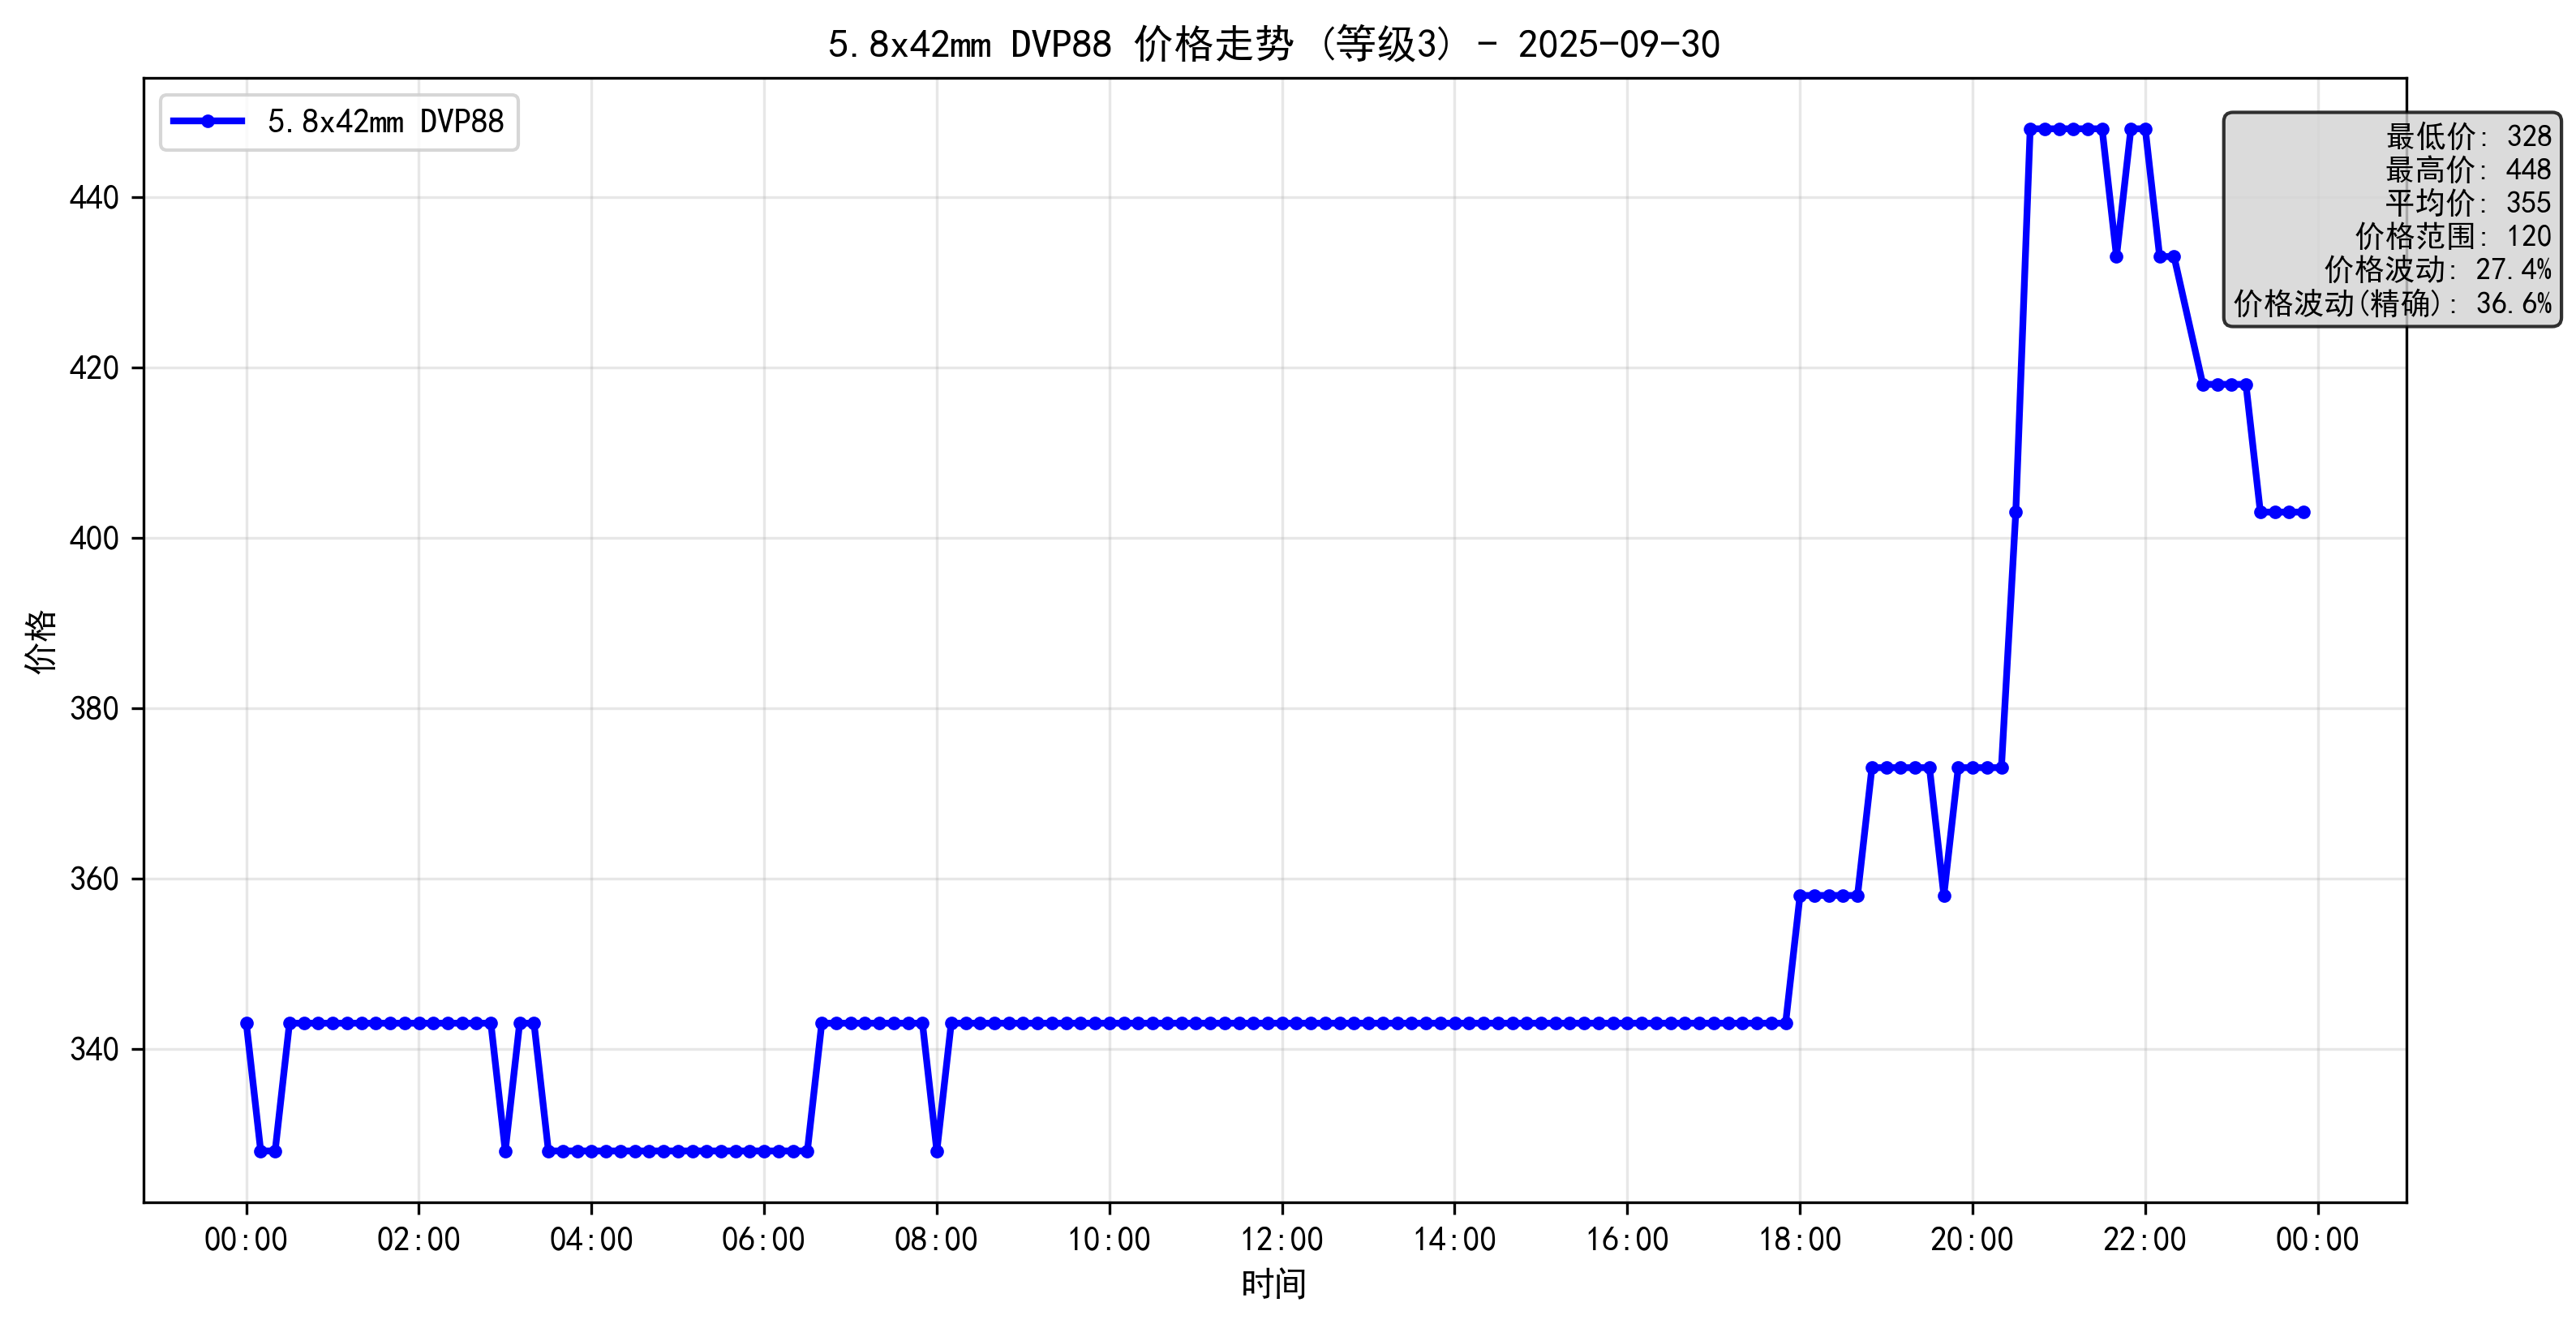 5.8x42mm DVP88 价格走势 (等级3) - 2025-09-30
5.8x42mm DVP88
最低价: 328
最高价: 448
平均价: 355
价格范围: 120
价格波动: 27.4%
价格波动(精确): 36.6%
440
420
400
380
360
340
价格
00:00 02:00 04:00 06:00 08:00 10:00 12:00 14:00 16:00 18:00 20:00 22:00 00:00
时间